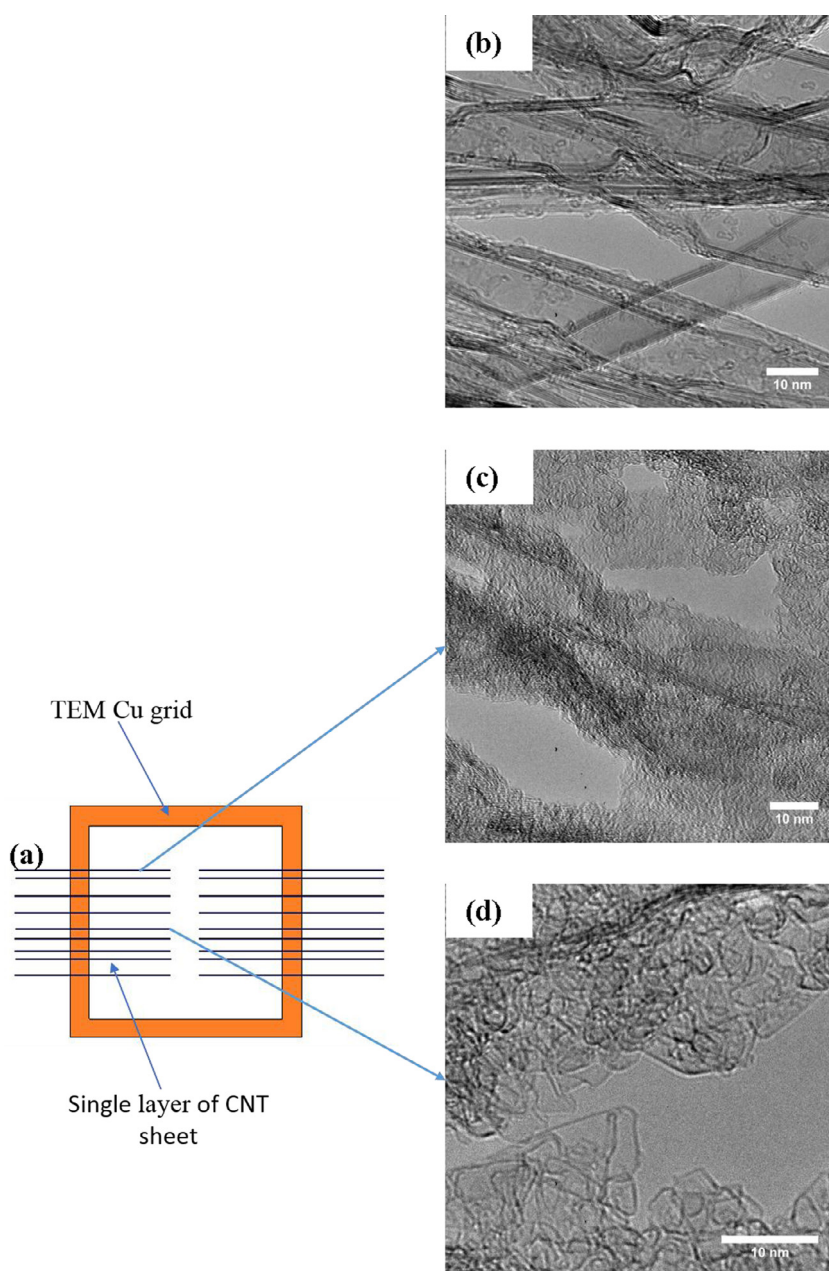 (b)
10 nm
(c)
10 nm
TEM Cu grid
(a)
(d)
Single layer of CNT
sheet
10 nm